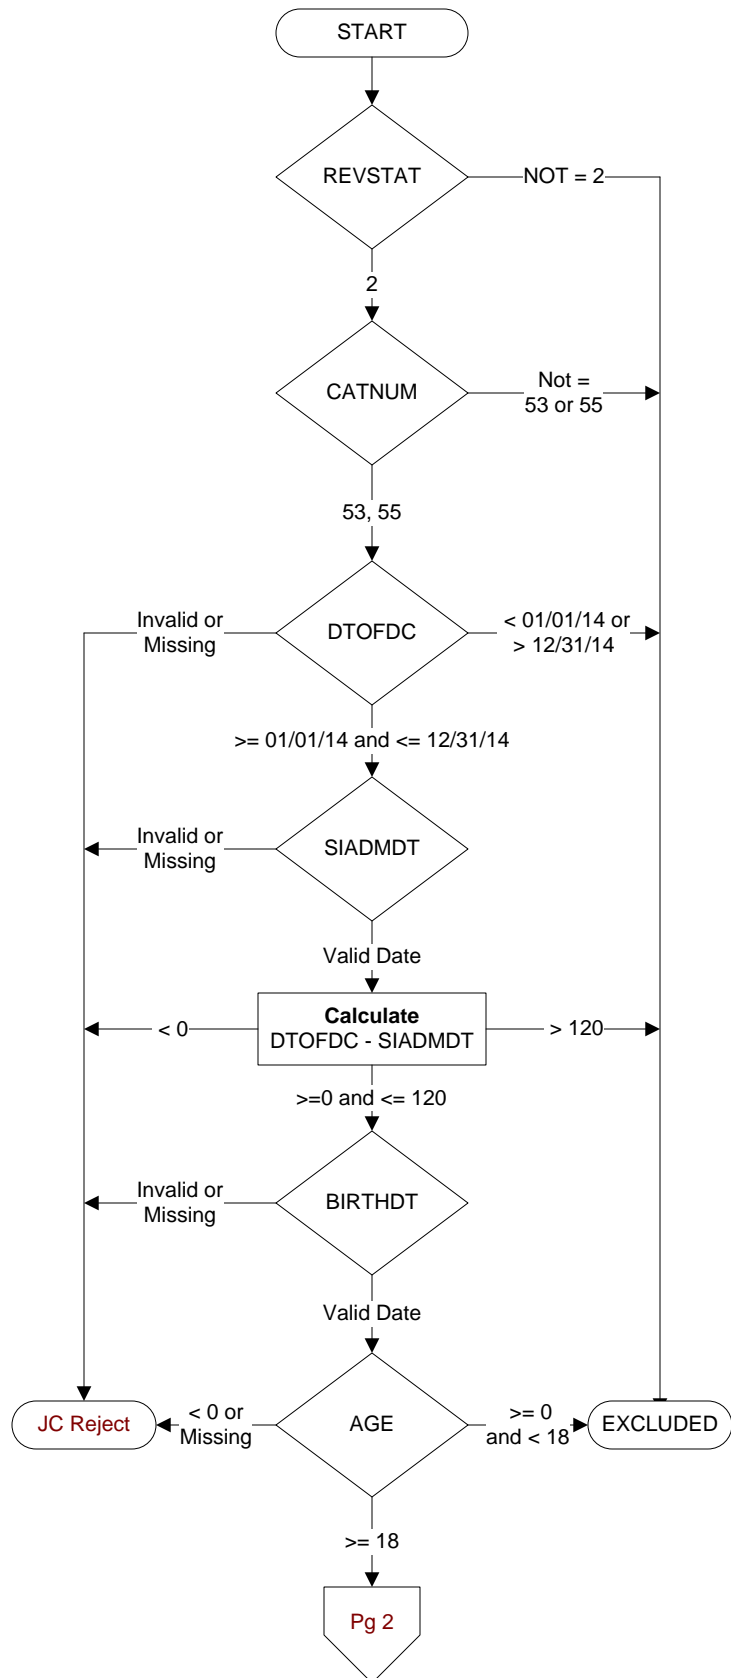 START
REVSTAT
NOT = 2
2
CATNUM
Not =
53 or 55
53, 55
Invalid or
Missing
DTOFDC
< 01/01/14 or
> 12/31/14
>= 01/01/14 and <= 12/31/14
Invalid or
Missing
SIADMDT
Valid Date
< 0
Calculate
DTOFDC - SIADMDT
> 120
>=0 and <= 120
Invalid or
Missing
BIRTHDT
Valid Date
JC Reject
< 0 or
Missing
AGE
>= 0
and < 18
EXCLUDED
>= 18
Pg 2